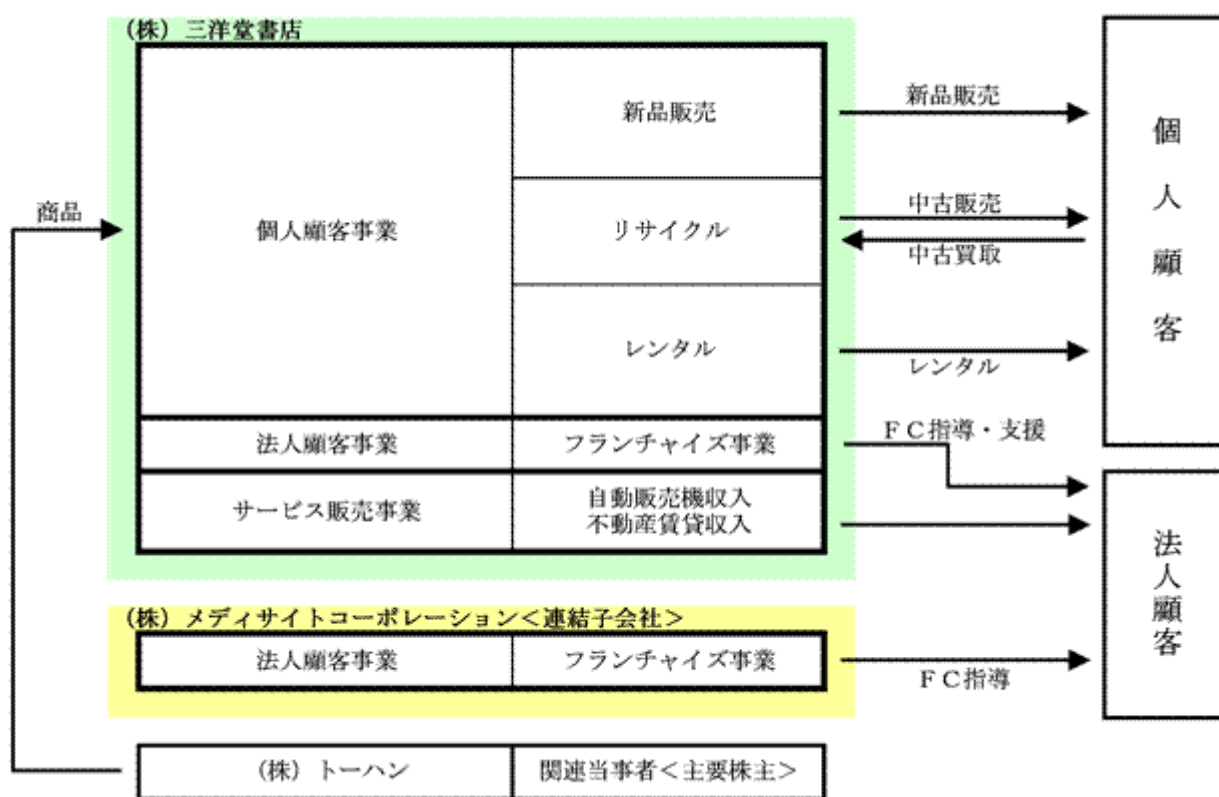 (株)三洋堂書店
個人顧客事業
新品販売
リサイクル
レンタル
法人顧客事業
フランチャイズ事業
サービス販売事業
自動販売機収入
不動産賃貸収入
商品
新品販売
中古販売
中古買取
レンタル
FC指導・支援
個人顧客
法人顧客
(株)メディサイトコーポレーション<連結子会社>
法人顧客事業
フランチャイズ事業
FC指導
(株)トーハン
関連当事者<主要株主>